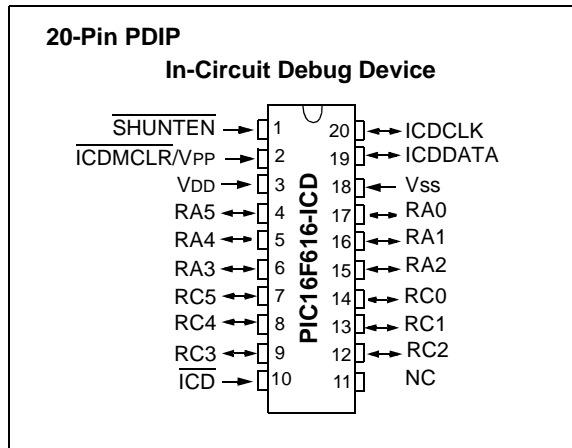 20-Pin PDIP
In-Circuit Debug Device
SHUNTEN 1 20 ICDCLK
ICDMCLR/VPP 2 19 ICDDATA
VDD 3 18 Vss
RA5 4 17 RA0
RA4 5 16 RA1
RA3 6 15 RA2
RC5 7 14 RC0
RC4 8 13 RC1
RC3 9 12 RC2
ICD 10 11 NC
PIC16F616-ICD